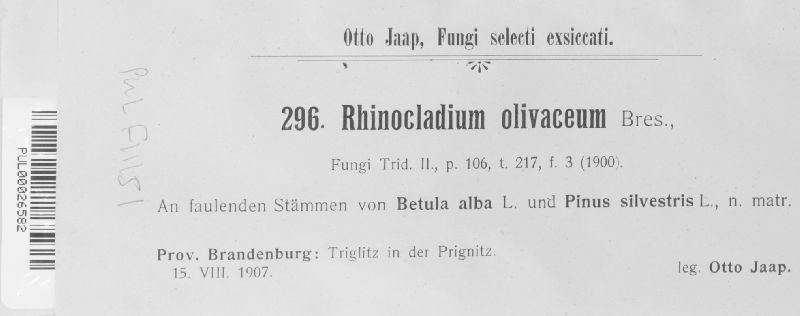 Otto Jaap, Fungi selecti exsiccati.
296. Rhinocladium olivaceum Bres.,
Fungi Trid. II., p. 106, t. 217, f. 3 (1900).
An faulenden Stämmen von Betula alba L. und Pinus silvestris L., n. matr.
Prov. Brandenburg: Triglitz in der Prignitz.
15. VIII. 1907.
leg. Otto Jaap.
PUL F11151
PUL00026582